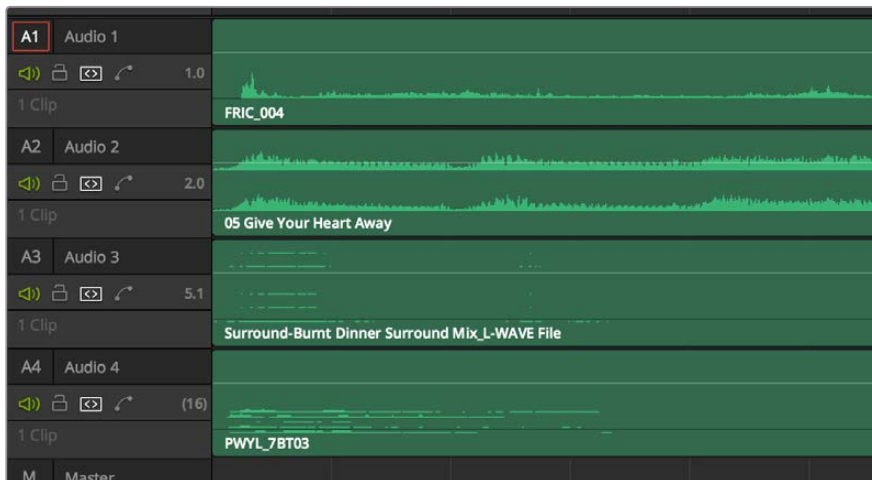 A1 Audio 1
1.0
1 Clip
FRIC_004
A2 Audio 2
2.0
1 Clip
05 Give Your Heart Away
A3 Audio 3
5.1
1 Clip
Surround-Burnt Dinner Surround Mix_L-WAVE File
A4 Audio 4
(16)
1 Clip
PWYL_7BT03
M Master